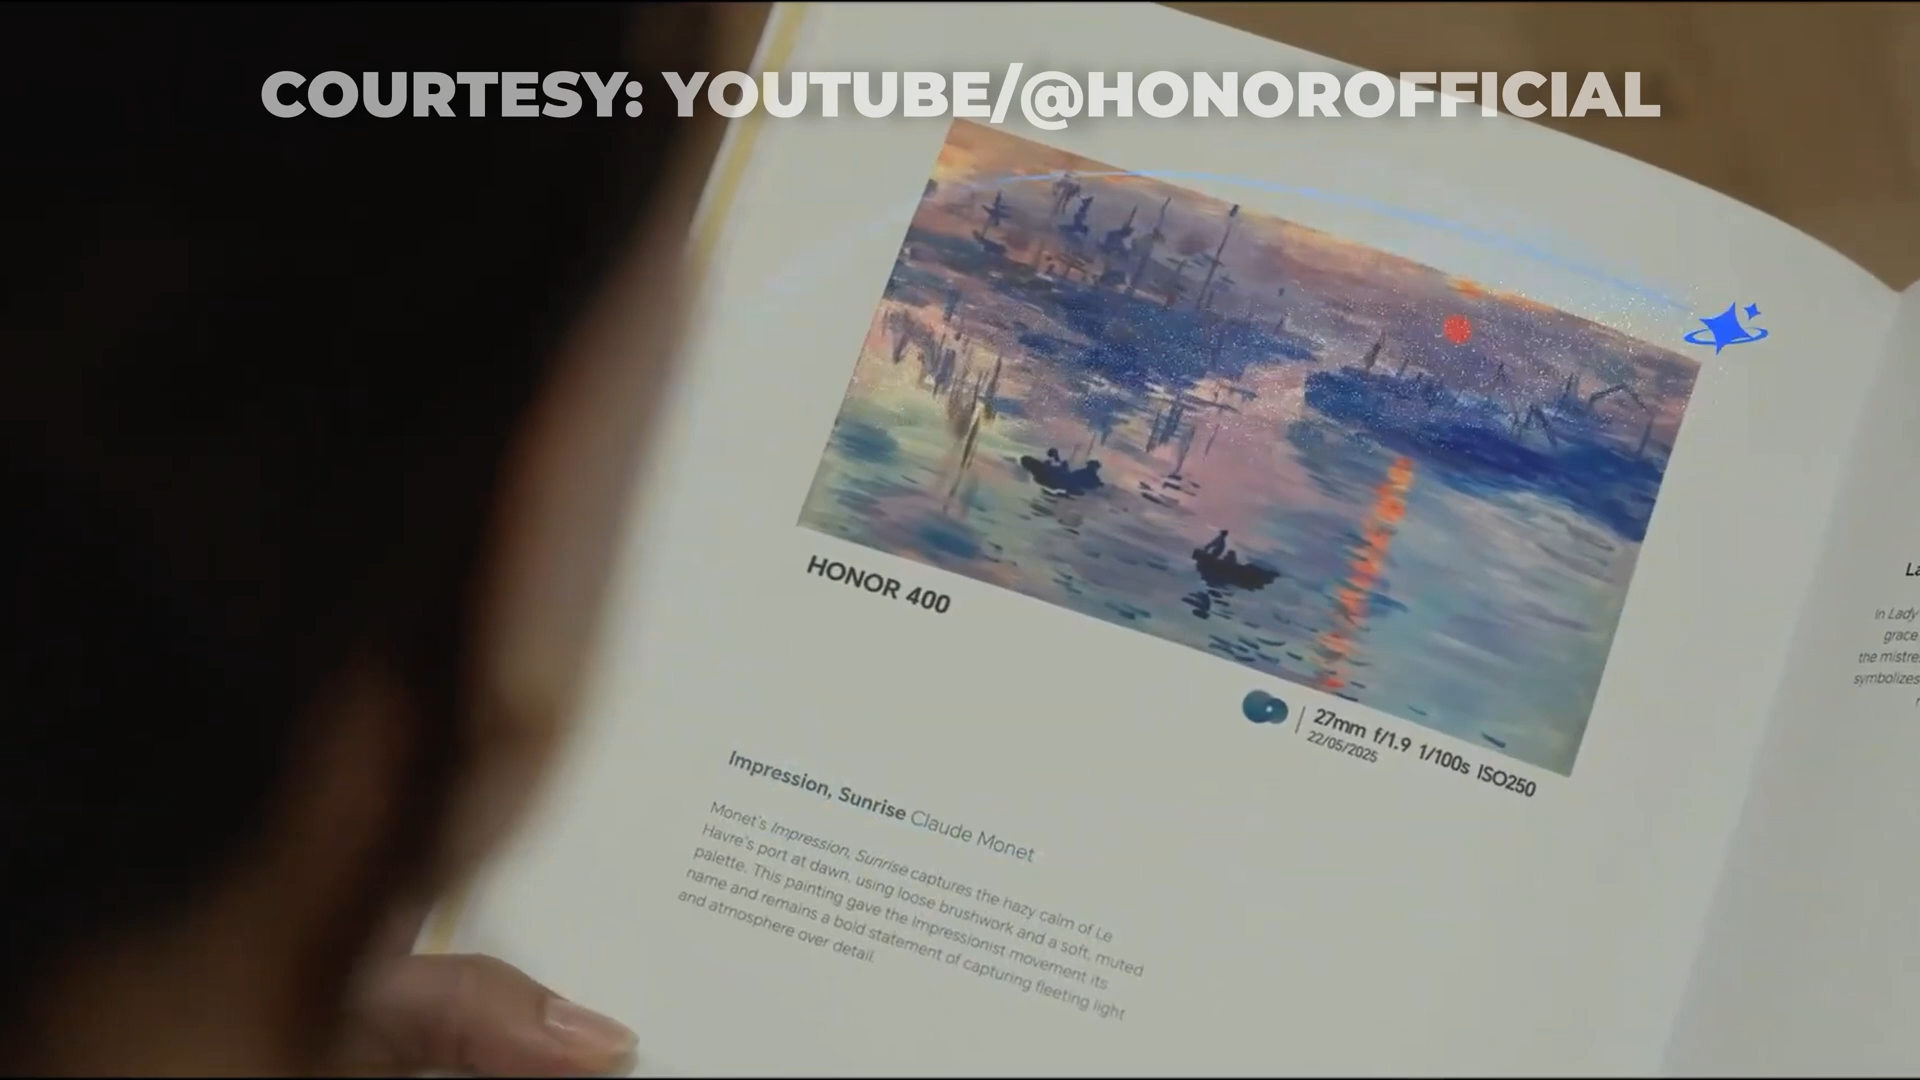 COURTESY: YOUTUBE/@HONOROFFICIAL
HONOR 400
27mm f/1.9 1/100s ISO250
22/05/2025
Impression, Sunrise Claude Monet
Monet's Impression, Sunrise captures the hazy calm of Le
Havre's port at dawn, using loose brushwork and a soft, muted
palette. This painting gave the Impressionist movement its
name and remains a bold statement of capturing fleeting light
and atmosphere over detail.
In Lady
grace
the